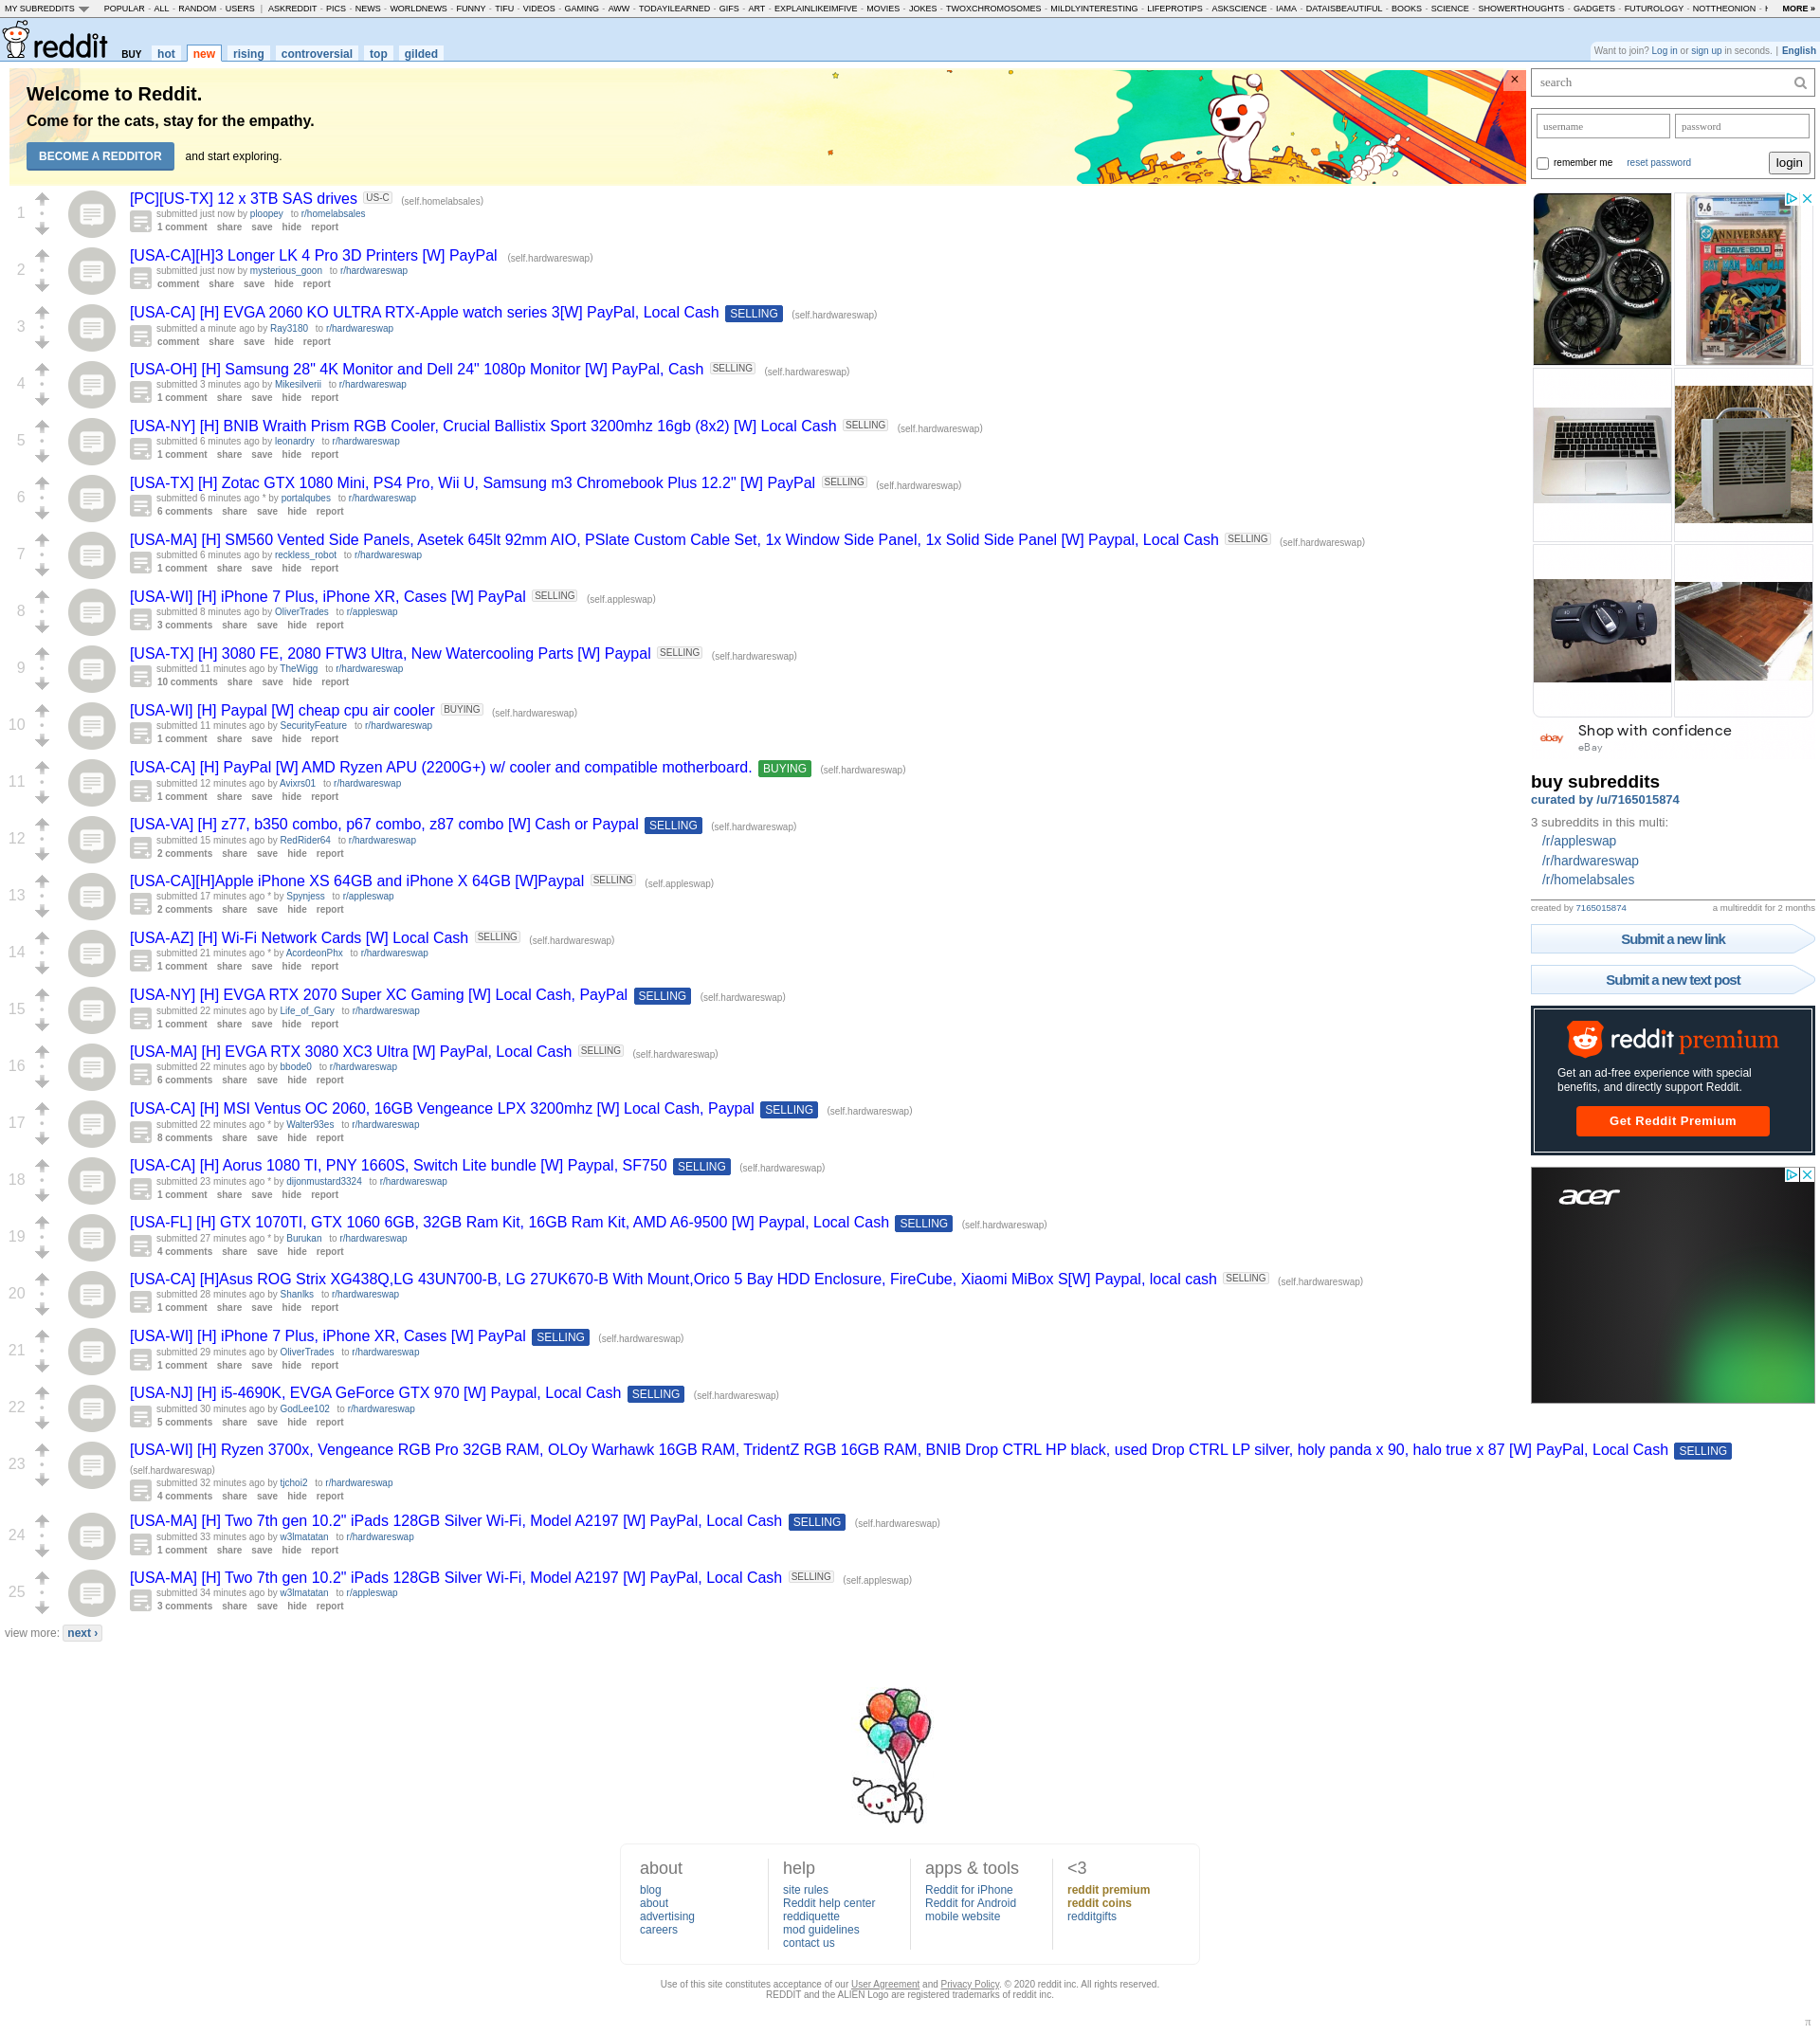 MY SUBREDDITS POPULAR - ALL - RANDOM - USERS | ASKREDDIT - PICS - NEWS - WORLDNEWS - FUNNY - TIFU - VIDEOS - GAMING - AWW - TODAYILEARNED - GIFS - ART - EXPLAINLIKEIMFIVE - MOVIES - JOKES - TWOXCHROMOSOMES - MILDLYINTERESTING - LIFEPROTIPS - ASKSCIENCE - IAMA - DATAISBEAUTIFUL - BOOKS - SCIENCE - SHOWERTHOUGHTS - GADGETS - FUTUROLOGY - NOTTHEONION - MORE »
reddit BUY hot new rising controversial top gilded
Want to join? Log in or sign up in seconds. | English
Welcome to Reddit.
Come for the cats, stay for the empathy.
BECOME A REDDITOR and start exploring.
×
1
[PC][US-TX] 12 x 3TB SAS drives US-C (self.homelabsales)
submitted just now by ploopey to r/homelabsales
1 comment share save hide report
2
[USA-CA][H]3 Longer LK 4 Pro 3D Printers [W] PayPal (self.hardwareswap)
submitted just now by mysterious_goon to r/hardwareswap
comment share save hide report
3
[USA-CA] [H] EVGA 2060 KO ULTRA RTX-Apple watch series 3[W] PayPal, Local Cash SELLING (self.hardwareswap)
submitted a minute ago by Ray3180 to r/hardwareswap
comment share save hide report
4
[USA-OH] [H] Samsung 28" 4K Monitor and Dell 24" 1080p Monitor [W] PayPal, Cash SELLING (self.hardwareswap)
submitted 3 minutes ago by Mikesilverii to r/hardwareswap
1 comment share save hide report
5
[USA-NY] [H] BNIB Wraith Prism RGB Cooler, Crucial Ballistix Sport 3200mhz 16gb (8x2) [W] Local Cash SELLING (self.hardwareswap)
submitted 6 minutes ago by leonardry to r/hardwareswap
1 comment share save hide report
6
[USA-TX] [H] Zotac GTX 1080 Mini, PS4 Pro, Wii U, Samsung m3 Chromebook Plus 12.2" [W] PayPal SELLING (self.hardwareswap)
submitted 6 minutes ago * by portalqubes to r/hardwareswap
6 comments share save hide report
7
[USA-MA] [H] SM560 Vented Side Panels, Asetek 645lt 92mm AIO, PSlate Custom Cable Set, 1x Window Side Panel, 1x Solid Side Panel [W] Paypal, Local Cash SELLING (self.hardwareswap)
submitted 6 minutes ago by reckless_robot to r/hardwareswap
1 comment share save hide report
8
[USA-WI] [H] iPhone 7 Plus, iPhone XR, Cases [W] PayPal SELLING (self.appleswap)
submitted 8 minutes ago by OliverTrades to r/appleswap
3 comments share save hide report
9
[USA-TX] [H] 3080 FE, 2080 FTW3 Ultra, New Watercooling Parts [W] Paypal SELLING (self.hardwareswap)
submitted 11 minutes ago by TheWigg to r/hardwareswap
10 comments share save hide report
10
[USA-WI] [H] Paypal [W] cheap cpu air cooler BUYING (self.hardwareswap)
submitted 11 minutes ago by SecurityFeature to r/hardwareswap
1 comment share save hide report
11
[USA-CA] [H] PayPal [W] AMD Ryzen APU (2200G+) w/ cooler and compatible motherboard. BUYING (self.hardwareswap)
submitted 12 minutes ago by Avixrs01 to r/hardwareswap
1 comment share save hide report
12
[USA-VA] [H] z77, b350 combo, p67 combo, z87 combo [W] Cash or Paypal SELLING (self.hardwareswap)
submitted 15 minutes ago by RedRider64 to r/hardwareswap
2 comments share save hide report
13
[USA-CA][H]Apple iPhone XS 64GB and iPhone X 64GB [W]Paypal SELLING (self.appleswap)
submitted 17 minutes ago * by Spynjess to r/appleswap
2 comments share save hide report
14
[USA-AZ] [H] Wi-Fi Network Cards [W] Local Cash SELLING (self.hardwareswap)
submitted 21 minutes ago * by AcordeonPhx to r/hardwareswap
1 comment share save hide report
15
[USA-NY] [H] EVGA RTX 2070 Super XC Gaming [W] Local Cash, PayPal SELLING (self.hardwareswap)
submitted 22 minutes ago by Life_of_Gary to r/hardwareswap
1 comment share save hide report
16
[USA-MA] [H] EVGA RTX 3080 XC3 Ultra [W] PayPal, Local Cash SELLING (self.hardwareswap)
submitted 22 minutes ago by bbode0 to r/hardwareswap
6 comments share save hide report
17
[USA-CA] [H] MSI Ventus OC 2060, 16GB Vengeance LPX 3200mhz [W] Local Cash, Paypal SELLING (self.hardwareswap)
submitted 22 minutes ago * by Walter93es to r/hardwareswap
8 comments share save hide report
18
[USA-CA] [H] Aorus 1080 TI, PNY 1660S, Switch Lite bundle [W] Paypal, SF750 SELLING (self.hardwareswap)
submitted 23 minutes ago * by dijonmustard3324 to r/hardwareswap
1 comment share save hide report
19
[USA-FL] [H] GTX 1070TI, GTX 1060 6GB, 32GB Ram Kit, 16GB Ram Kit, AMD A6-9500 [W] Paypal, Local Cash SELLING (self.hardwareswap)
submitted 27 minutes ago * by Burukan to r/hardwareswap
4 comments share save hide report
20
[USA-CA] [H]Asus ROG Strix XG438Q,LG 43UN700-B, LG 27UK670-B With Mount,Orico 5 Bay HDD Enclosure, FireCube, Xiaomi MiBox S[W] Paypal, local cash SELLING (self.hardwareswap)
submitted 28 minutes ago by Shanlks to r/hardwareswap
1 comment share save hide report
21
[USA-WI] [H] iPhone 7 Plus, iPhone XR, Cases [W] PayPal SELLING (self.hardwareswap)
submitted 29 minutes ago by OliverTrades to r/hardwareswap
1 comment share save hide report
22
[USA-NJ] [H] i5-4690K, EVGA GeForce GTX 970 [W] Paypal, Local Cash SELLING (self.hardwareswap)
submitted 30 minutes ago by GodLee102 to r/hardwareswap
5 comments share save hide report
23
[USA-WI] [H] Ryzen 3700x, Vengeance RGB Pro 32GB RAM, OLOy Warhawk 16GB RAM, TridentZ RGB 16GB RAM, BNIB Drop CTRL HP black, used Drop CTRL LP silver, holy panda x 90, halo true x 87 [W] PayPal, Local Cash SELLING
(self.hardwareswap)
submitted 32 minutes ago by tjchoi2 to r/hardwareswap
4 comments share save hide report
24
[USA-MA] [H] Two 7th gen 10.2" iPads 128GB Silver Wi-Fi, Model A2197 [W] PayPal, Local Cash SELLING (self.hardwareswap)
submitted 33 minutes ago by w3lmatatan to r/hardwareswap
1 comment share save hide report
25
[USA-MA] [H] Two 7th gen 10.2" iPads 128GB Silver Wi-Fi, Model A2197 [W] PayPal, Local Cash SELLING (self.appleswap)
submitted 34 minutes ago by w3lmatatan to r/appleswap
3 comments share save hide report
view more: next ›
search
username password
remember me reset password login
9.6
ANNIVERSARY
ebay Shop with confidence
eBay
buy subreddits
curated by /u/7165015874
3 subreddits in this multi:
/r/appleswap
/r/hardwareswap
/r/homelabsales
created by 7165015874 a multireddit for 2 months
Submit a new link
Submit a new text post
reddit premium
Get an ad-free experience with special
benefits, and directly support Reddit.
Get Reddit Premium
acer
about
blog
about
advertising
careers
help
site rules
Reddit help center
reddiquette
mod guidelines
contact us
apps & tools
Reddit for iPhone
Reddit for Android
mobile website
<3
reddit premium
reddit coins
redditgifts
Use of this site constitutes acceptance of our User Agreement and Privacy Policy. © 2020 reddit inc. All rights reserved.
REDDIT and the ALIEN Logo are registered trademarks of reddit inc.
π